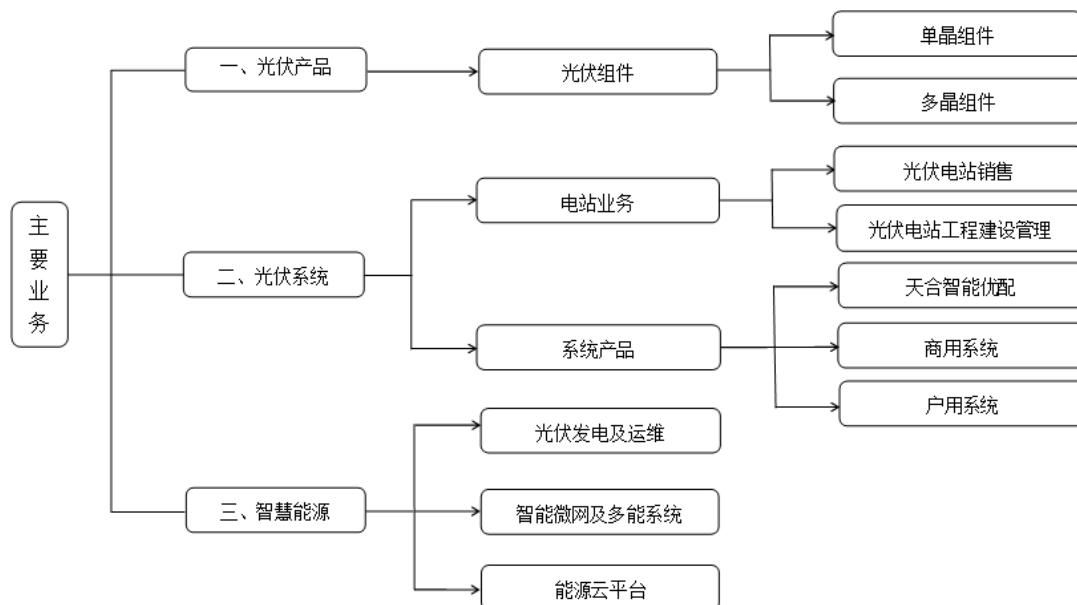 主要业务
一、光伏产品
光伏组件
单晶组件
多晶组件
二、光伏系统
电站业务
光伏电站销售
光伏电站工程建设管理
系统产品
天合智能优配
商用系统
户用系统
三、智慧能源
光伏发电及运维
智能微网及多能系统
能源云平台